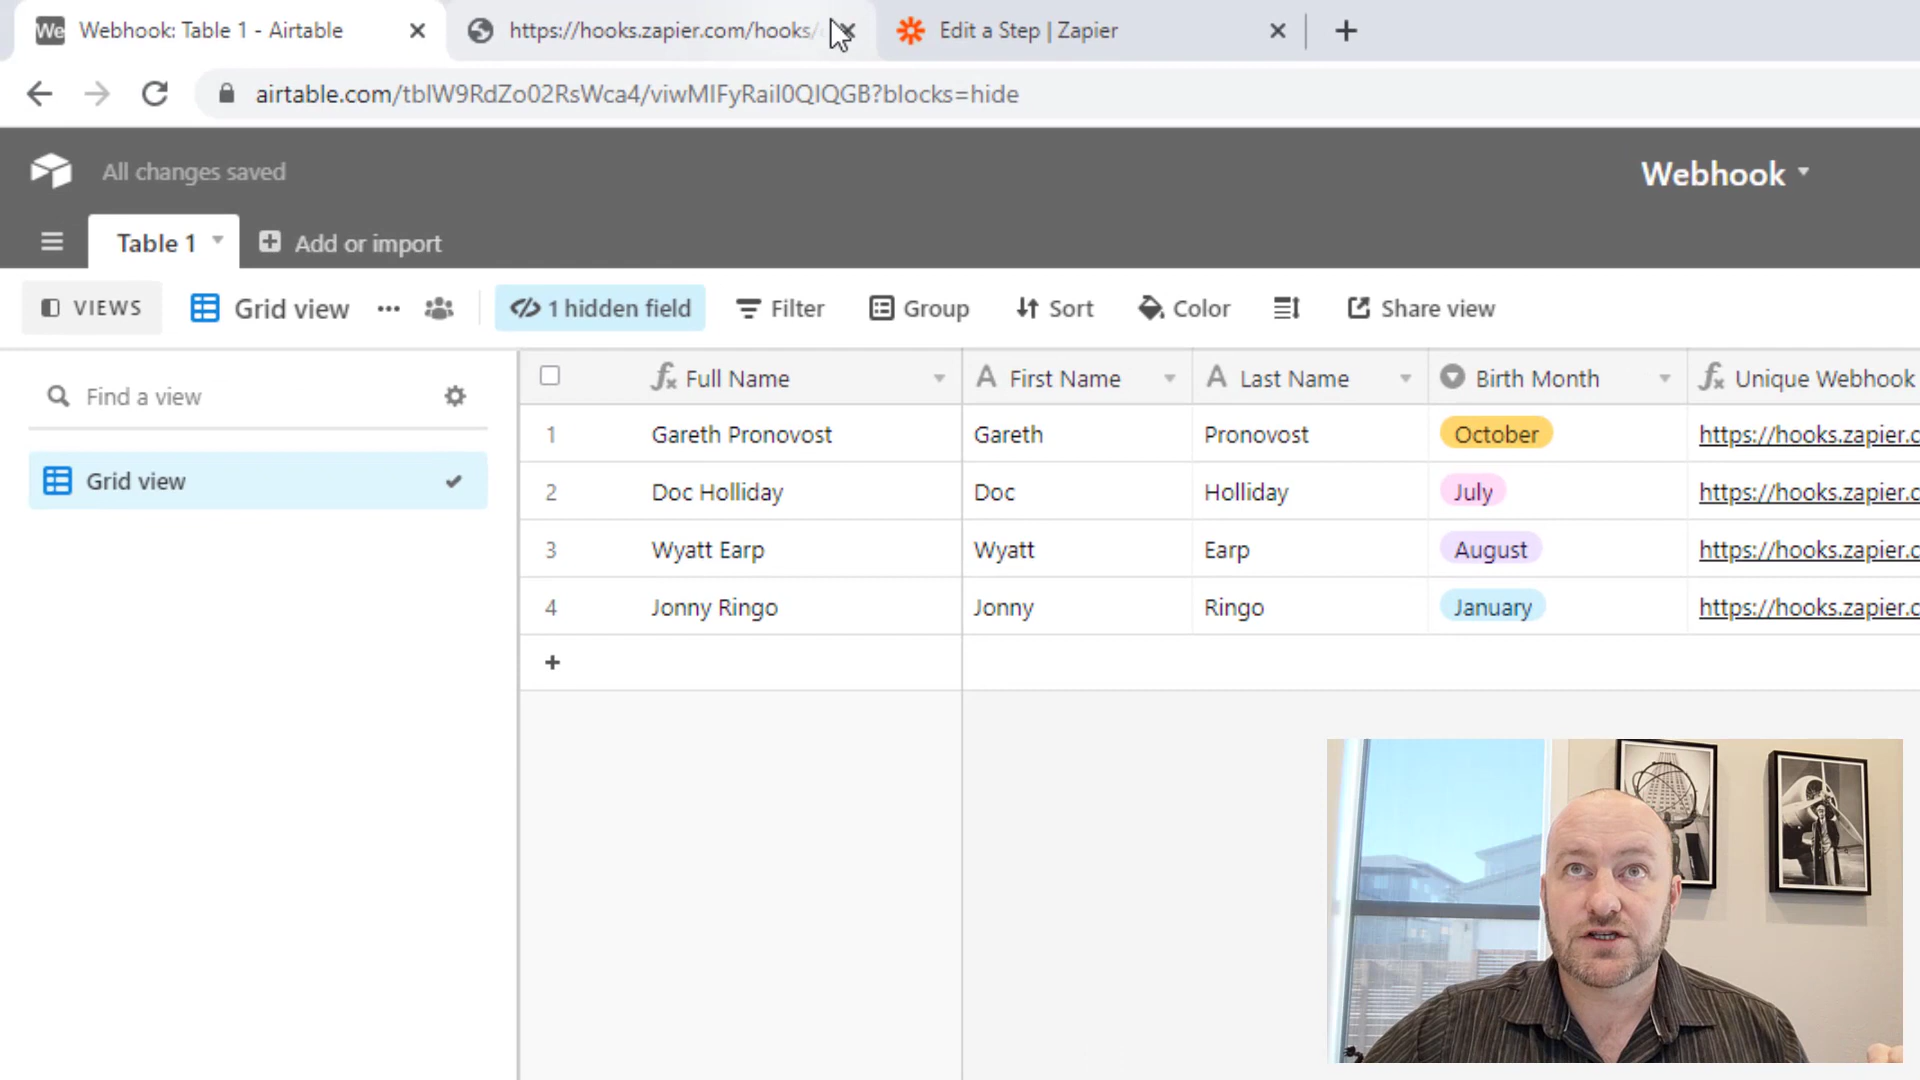 We Webhook: Table 1 - Airtable
https://hooks.zapier.com/hooks/
Edit a Step | Zapier
airtable.com/tblW9RdZo02RsWca4/viwMIFyRail0QIQGB?blocks=hide
All changes saved
Webhook
Table 1
Add or import
VIEWS
Grid view
1 hidden field
Filter
Group
Sort
Color
Share view
Find a view
Grid view
Full Name First Name Last Name Birth Month Unique Webhook
1 Gareth Pronovost Gareth Pronovost October https://hooks.zapier.c
2 Doc Holliday Doc Holliday July https://hooks.zapier.c
3 Wyatt Earp Wyatt Earp August https://hooks.zapier.c
4 Jonny Ringo Jonny Ringo January https://hooks.zapier.c